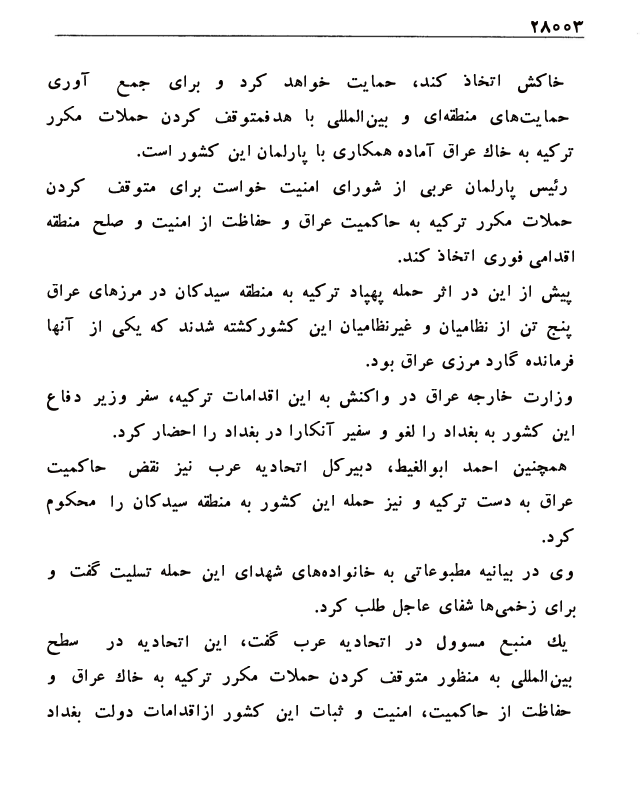 ۲۸۰۰۳
خاکش اتخاذ کند، حمایت خواهد کرد و برای جمع آوری
حمایت‌های منطقه‌ای و بین‌المللی با هدفمتوقف کردن حملات مکرر
ترکیه به خاك عراق آماده همکاری با پارلمان این کشور است.
رئیس پارلمان عربی از شورای امنیت خواست برای متوقف کردن
حملات مکرر ترکیه به حاکمیت عراق و حفاظت از امنیت و صلح منطقه
اقدامی فوری اتخاذ کند.
پیش از این در اثر حمله پهپاد ترکیه به منطقه سیدکان در مرزهای عراق
پنج تن از نظامیان و غیرنظامیان این کشورکشته شدند که یکی از آنها
فرمانده گارد مرزی عراق بود.
وزارت خارجه عراق در واکنش به این اقدامات ترکیه، سفر وزیر دفاع
این کشور به بغداد را لغو و سفیر آنکارا در بغداد را احضار کرد.
همچنین احمد ابوالغیط، دبیرکل اتحادیه عرب نیز نقض حاکمیت
عراق به دست ترکیه و نیز حمله این کشور به منطقه سیدکان را محکوم
کرد.
وی در بیانیه مطبوعاتی به خانواده‌های شهدای این حمله تسلیت گفت و
برای زخمی‌ها شفای عاجل طلب کرد.
یك منبع مسوول در اتحادیه عرب گفت، این اتحادیه در سطح
بین‌المللی به منظور متوقف کردن حملات مکرر ترکیه به خاك عراق و
حفاظت از حاکمیت، امنیت و ثبات این کشور ازاقدامات دولت بغداد